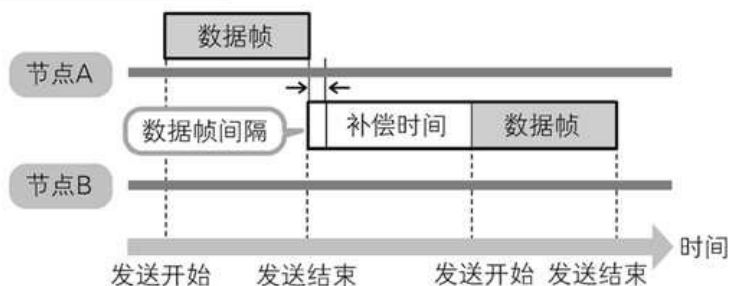 数据帧
节点A
数据帧间隔
补偿时间
数据帧
节点B
时间
发送开始
发送结束
发送开始
发送结束